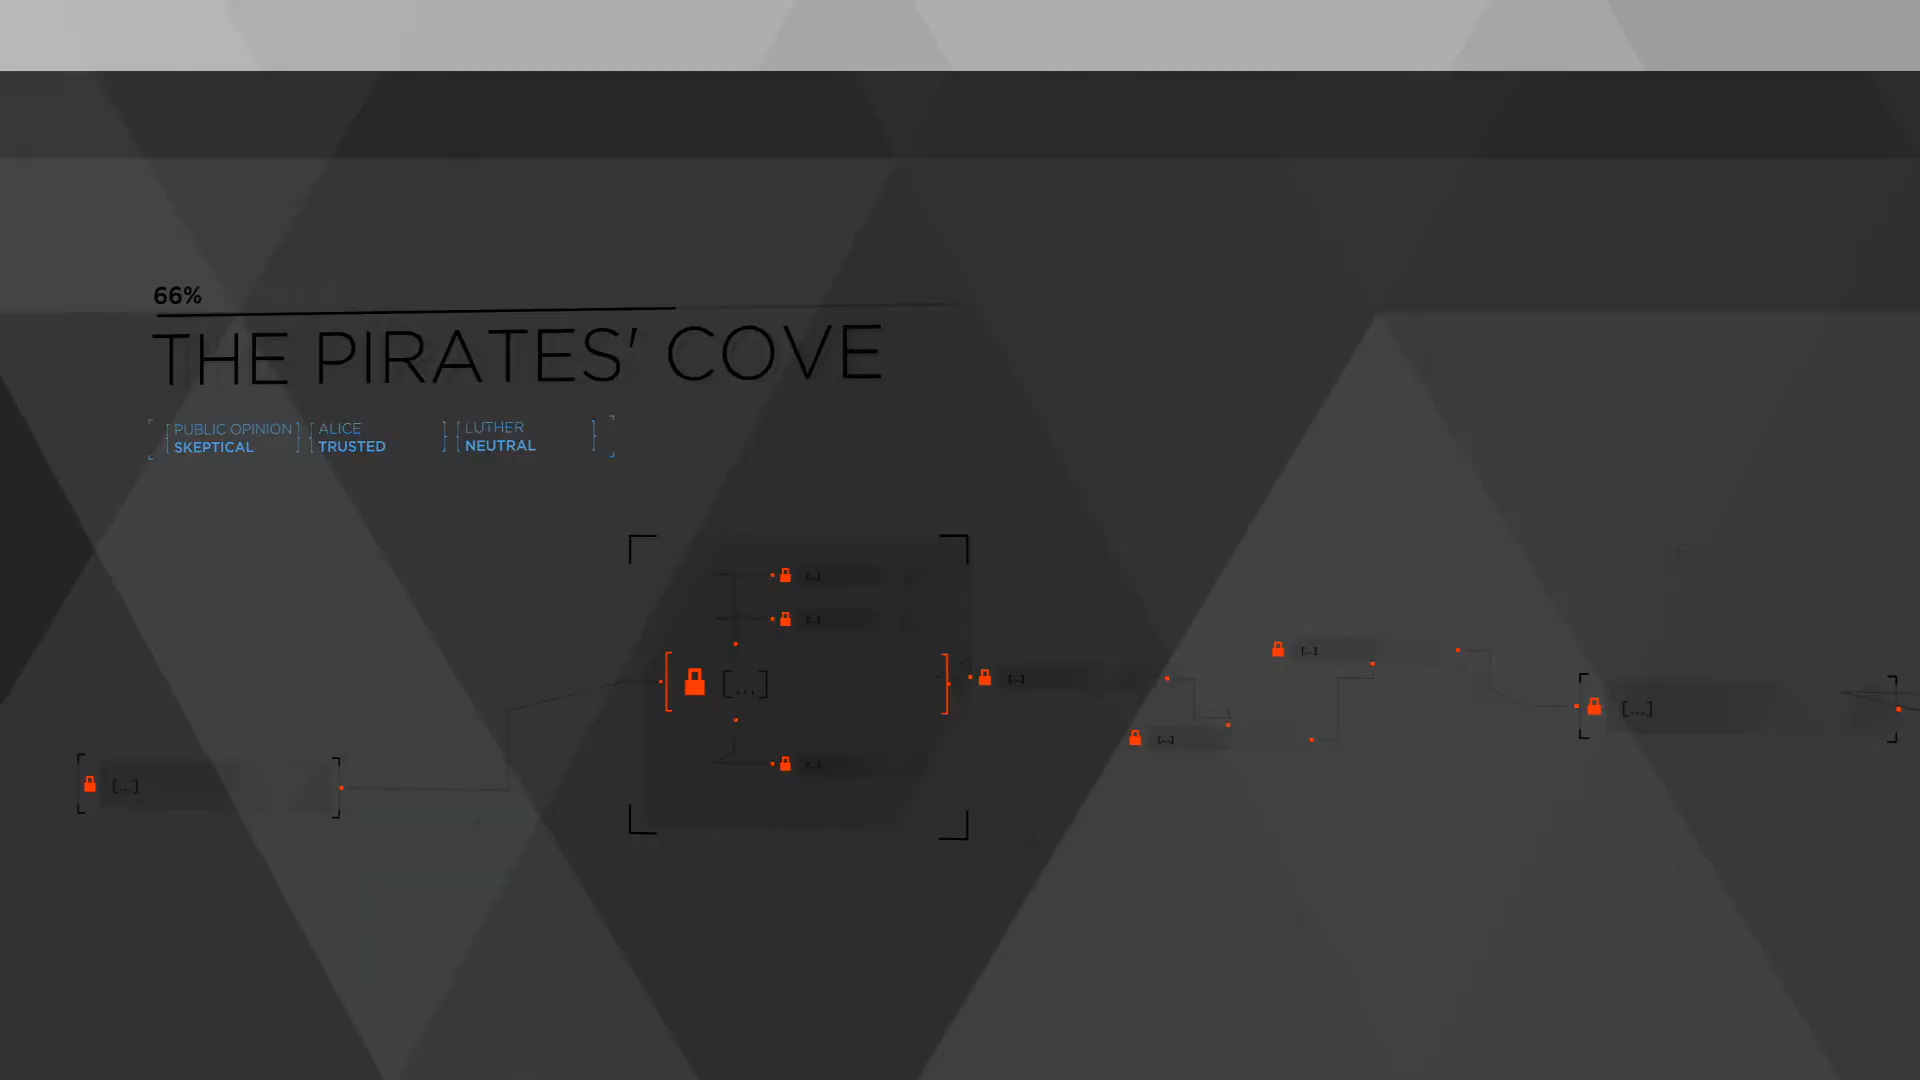 66%
THE PIRATES' COVE
PUBLIC OPINION
SKEPTICAL
ALICE
TRUSTED
LUTHER
NEUTRAL
[...]
[...]
[...]
[...]
[...]
[...]
[...]
[...]
[...]